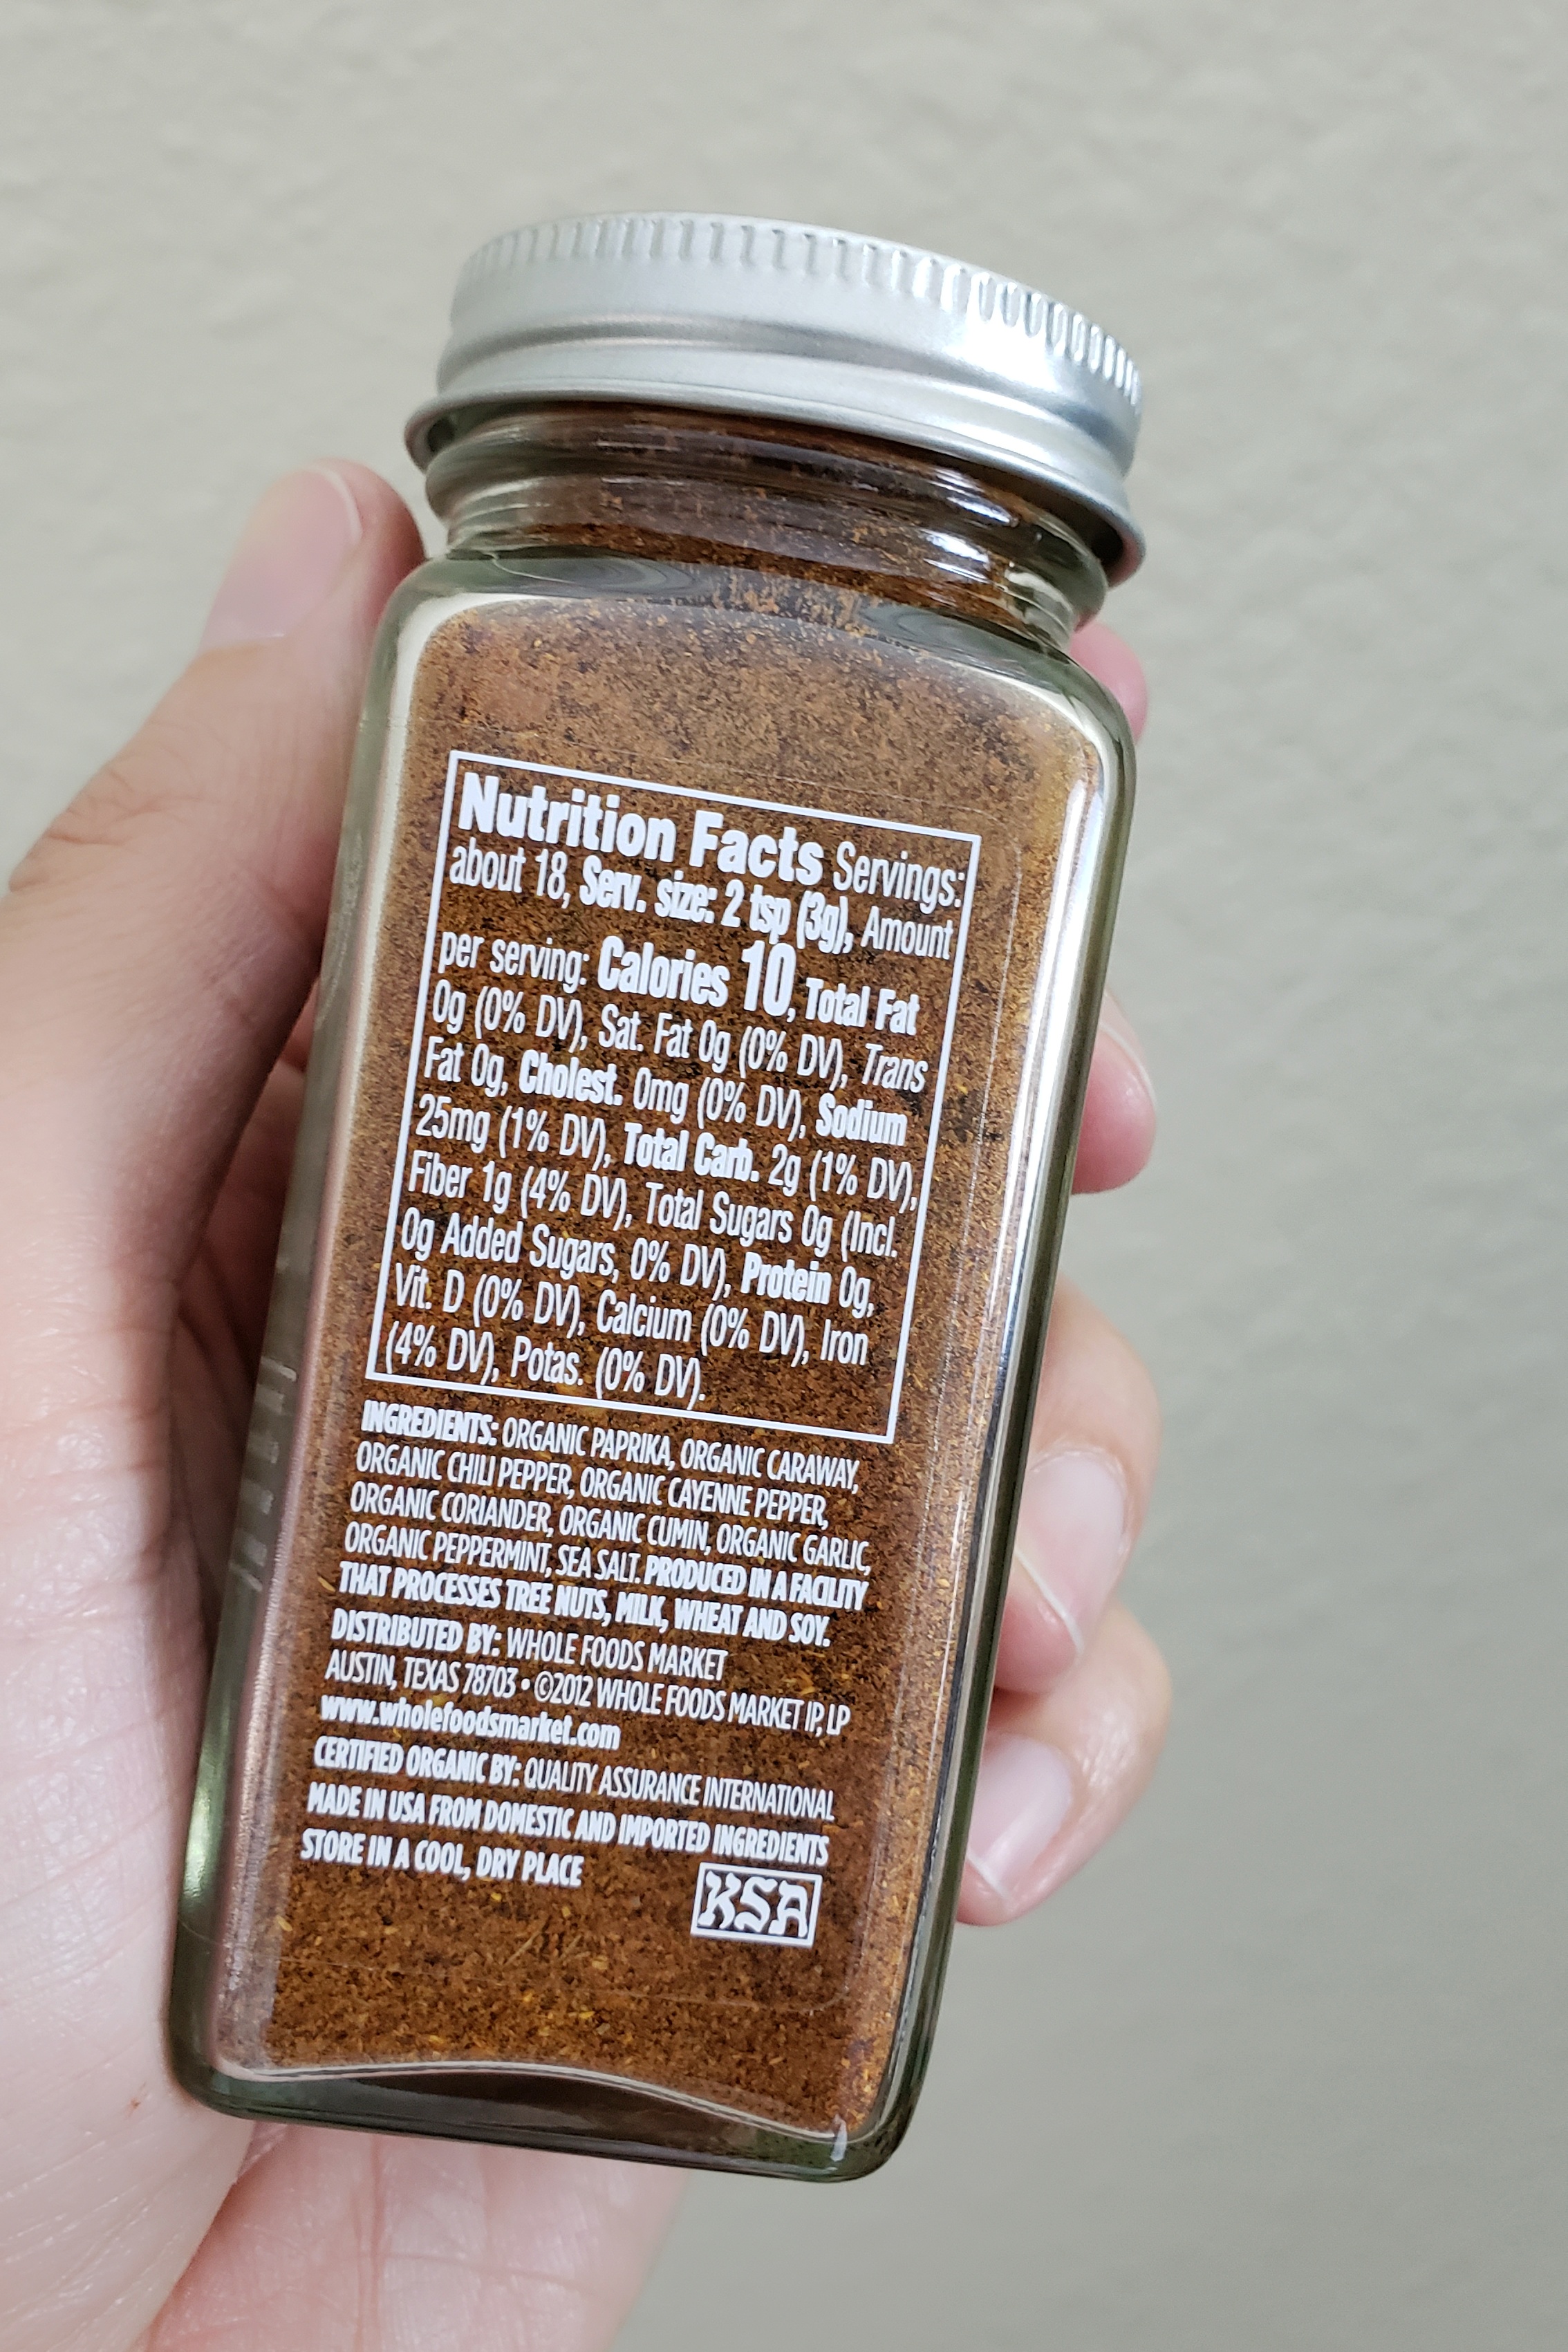 Nutrition Facts Servings:
about 18, Serv. size: 2 tsp (3g), Amount
per serving: Calories 10, Total Fat
0g (0% DV), Sat. Fat 0g (0% DV), Trans
Fat 0g, Cholest. 0mg (0% DV), Sodium
25mg (1% DV), Total Carb. 2g (1% DV),
Fiber 1g (4% DV), Total Sugars 0g (Incl.
0g Added Sugars, 0% DV), Protein 0g,
Vit. D (0% DV), Calcium (0% DV), Iron
(4% DV), Potas. (0% DV).
INGREDIENTS: ORGANIC PAPRIKA, ORGANIC CARAWAY,
ORGANIC CHILI PEPPER, ORGANIC CAYENNE PEPPER,
ORGANIC CORIANDER, ORGANIC CUMIN, ORGANIC GARLIC,
ORGANIC PEPPERMINT, SEA SALT. PRODUCED IN A FACILITY
THAT PROCESSES TREE NUTS, MILK, WHEAT AND SOY.
DISTRIBUTED BY: WHOLE FOODS MARKET
AUSTIN, TEXAS 78703 • ©2012 WHOLE FOODS MARKET IP, LP
www.wholefoodsmarket.com
CERTIFIED ORGANIC BY: QUALITY ASSURANCE INTERNATIONAL
MADE IN USA FROM DOMESTIC AND IMPORTED INGREDIENTS
STORE IN A COOL, DRY PLACE
KSA